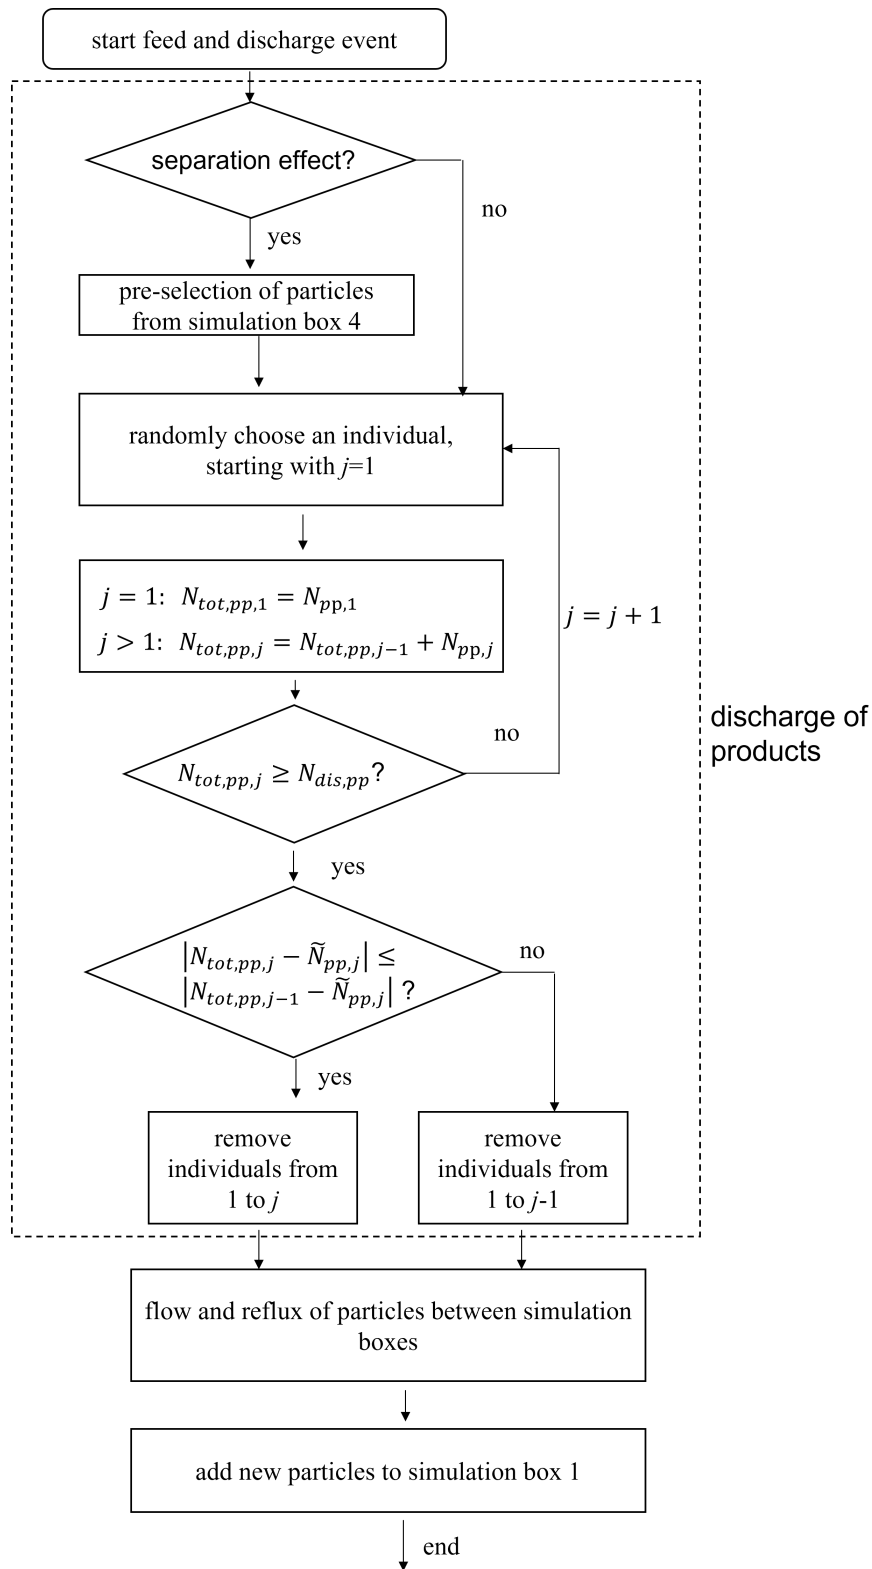 start feed and discharge event
separation effect?
no
yes
pre-selection of particles
from simulation box 4
randomly choose an individual,
starting with j=1
j = 1: N_{tot,pp,1} = N_{pp,1}
j > 1: N_{tot,pp,j} = N_{tot,pp,j−1} + N_{pp,j}
j = j + 1
discharge of
products
no
N_{tot,pp,j} ≥ N_{dis,pp}?
yes
|N_{tot,pp,j} − Ñ_{pp,j}| ≤
|N_{tot,pp,j−1} − Ñ_{pp,j}| ?
no
yes
remove
individuals from
1 to j
remove
individuals from
1 to j-1
flow and reflux of particles between simulation
boxes
add new particles to simulation box 1
end